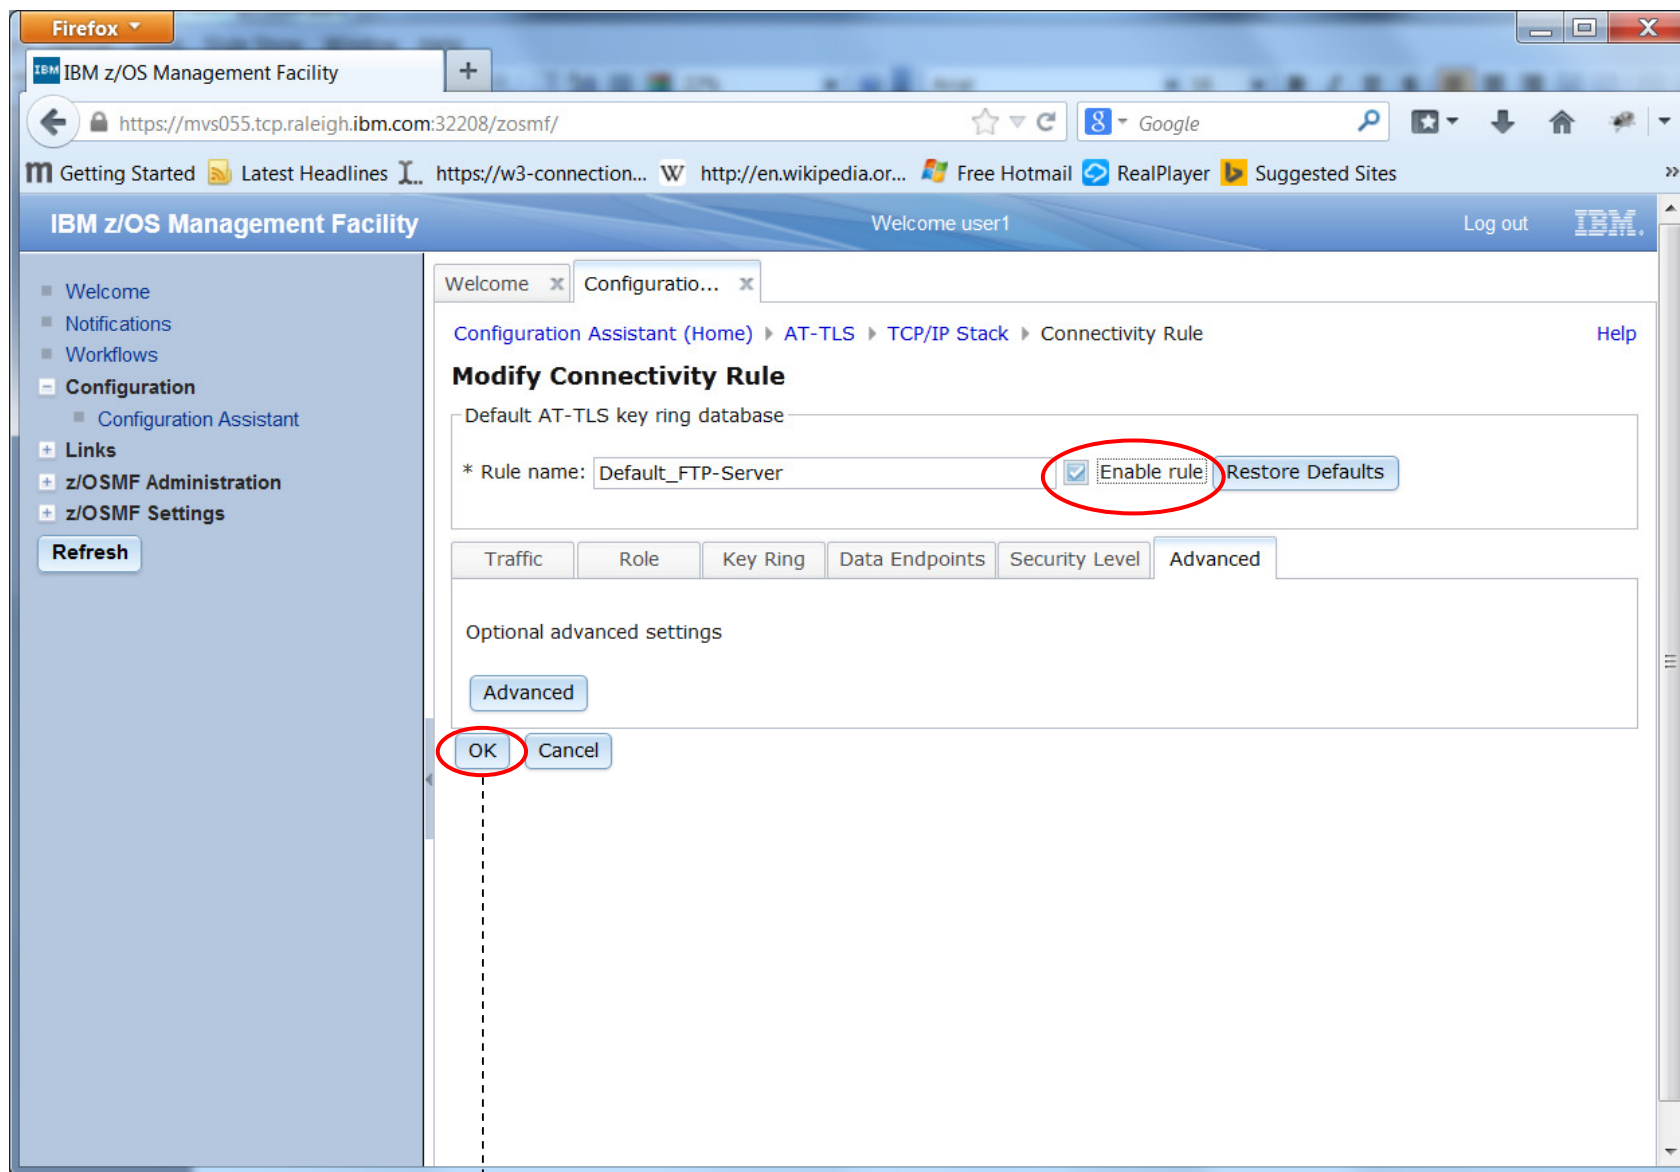 Firefox
IBM IBM z/OS Management Facility
https://mvs055.tcp.raleigh.ibm.com:32208/zosmf/
Google
Getting Started Latest Headlines https://w3-connection... W http://en.wikipedia.or... Free Hotmail RealPlayer Suggested Sites
IBM z/OS Management Facility Welcome user1 Log out IBM.
Welcome
Notifications
Workflows
Configuration
Configuration Assistant
Links
z/OSMF Administration
z/OSMF Settings
Refresh
Welcome Configuratio...
Configuration Assistant (Home) AT-TLS TCP/IP Stack Connectivity Rule Help
Modify Connectivity Rule
Default AT-TLS key ring database
* Rule name: Default_FTP-Server Enable rule Restore Defaults
Traffic Role Key Ring Data Endpoints Security Level Advanced
Optional advanced settings
Advanced
OK Cancel